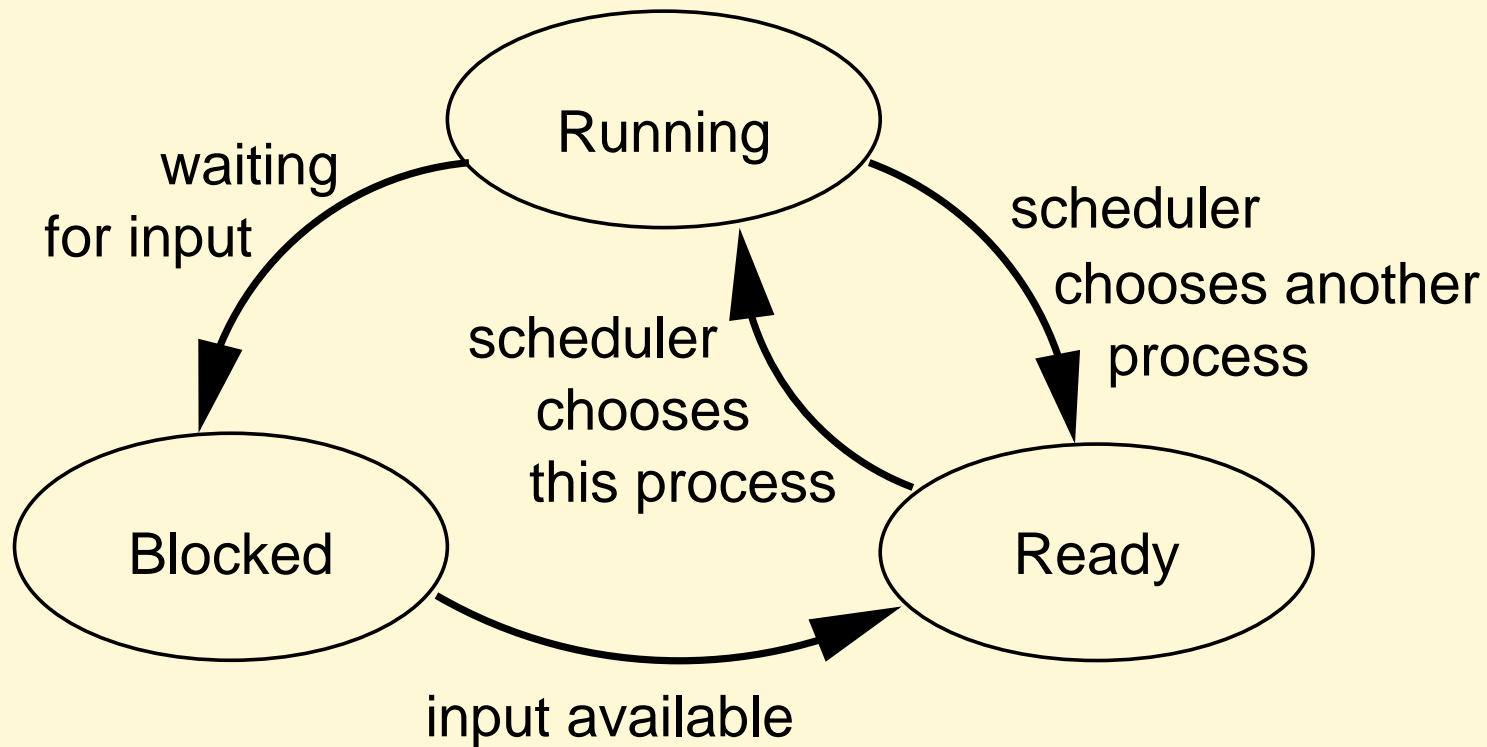 Running
waiting
for input
scheduler
chooses another
process
scheduler
chooses
this process
Blocked
Ready
input available